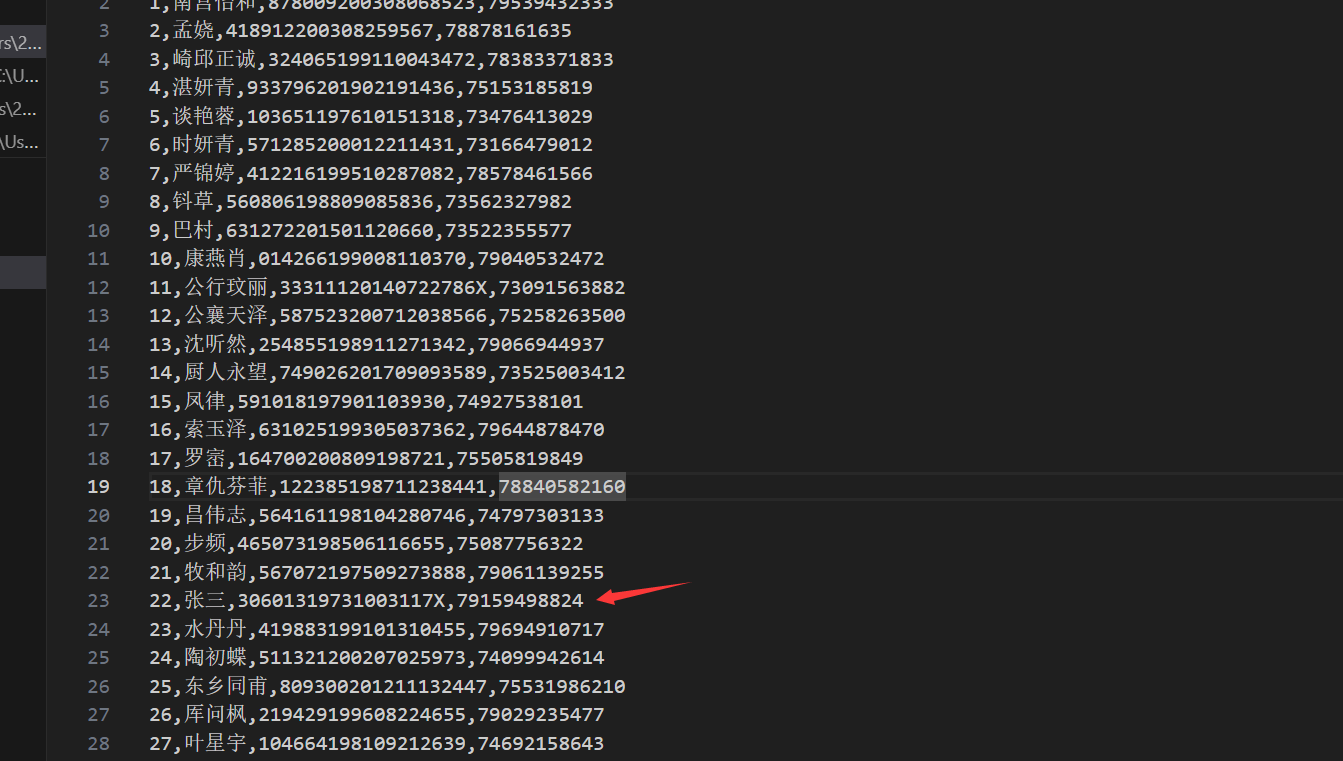 rs\2...
:\U...
s\2...
\Us...
2 1,南宫怡和,878009200308068523,79539432333
3 2,孟娆,418912200308259567,78878161635
4 3,崎邱正诚,324065199110043472,78383371833
5 4,湛妍青,933796201902191436,75153185819
6 5,谈艳蓉,103651197610151318,73476413029
7 6,时妍青,571285200012211431,73166479012
8 7,严锦婷,412216199510287082,78578461566
9 8,钭草,560806198809085836,73562327982
10 9,巴村,631272201501120660,73522355577
11 10,康燕肖,014266199008110370,79040532472
12 11,公行玟丽,33311120140722786X,73091563882
13 12,公襄天泽,587523200712038566,75258263500
14 13,沈听然,254855198911271342,79066944937
15 14,厨人永望,749026201709093589,73525003412
16 15,凤律,591018197901103930,74927538101
17 16,索玉泽,631025199305037362,79644878470
18 17,罗宻,164700200809198721,75505819849
19 18,章仇芬菲,122385198711238441,78840582160
20 19,昌伟志,564161198104280746,74797303133
21 20,步频,465073198506116655,75087756322
22 21,牧和韵,567072197509273888,79061139255
23 22,张三,30601319731003117X,79159498824
24 23,水丹丹,419883199101310455,79694910717
25 24,陶初蝶,511321200207025973,74099942614
26 25,东乡同甫,809300201211132447,75531986210
27 26,厍问枫,219429199608224655,79029235477
28 27,叶星宇,104664198109212639,74692158643